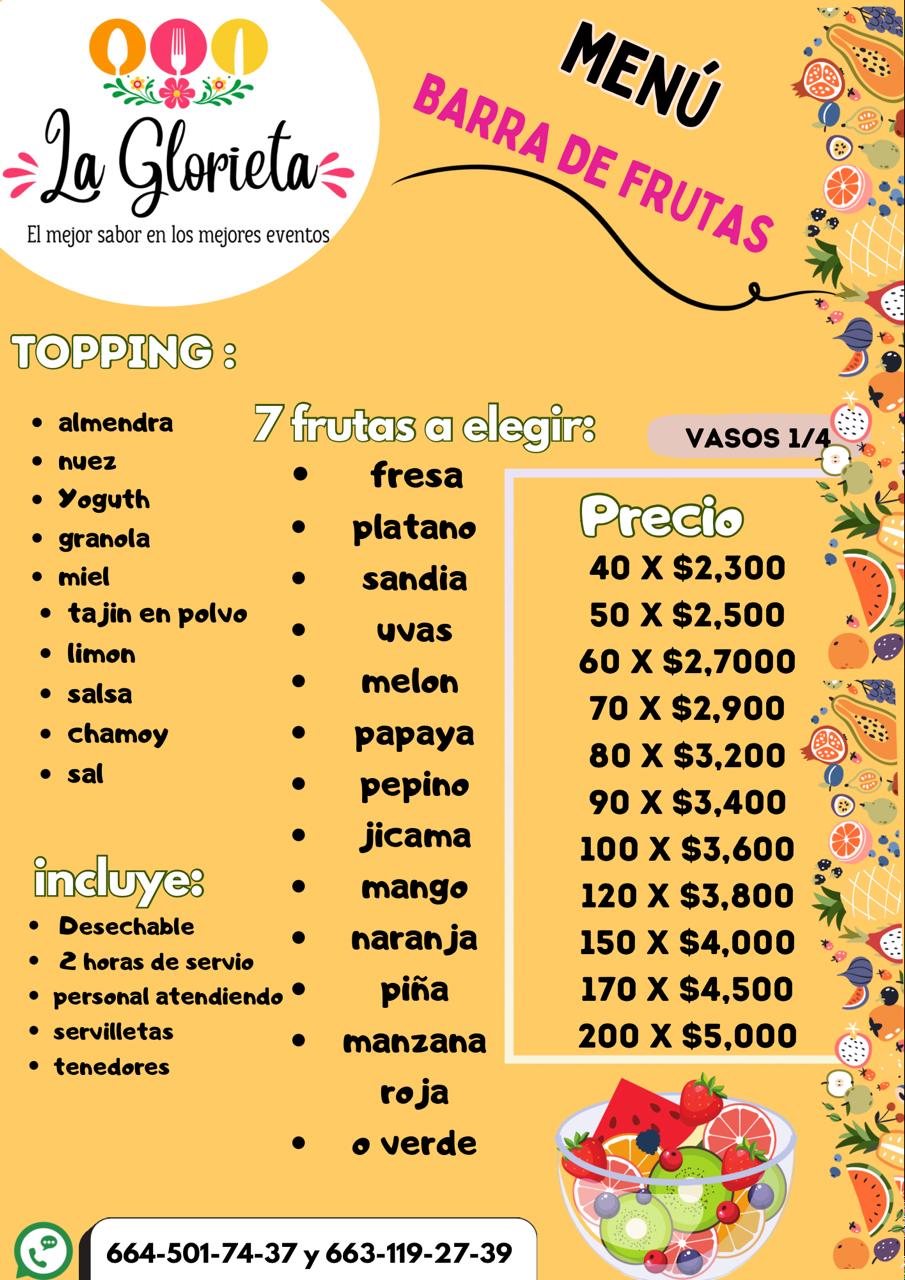 La Glorieta
El mejor sabor en los mejores eventos
MENÚ
BARRA DE FRUTAS
TOPPING :
• almendra
• nuez
• Yoguth
• granola
• miel
• tajin en polvo
• limon
• salsa
• chamoy
• sal
incluye:
• Desechable
• 2 horas de servio
• personal atendiendo
• servilletas
• tenedores
7 frutas a elegir:
• fresa
• platano
• sandia
• uvas
• melon
• papaya
• pepino
• jicama
• mango
• naranja
• piña
• manzana
roja
• o verde
VASOS 1/4
Precio
40 X $2,300
50 X $2,500
60 X $2,7000
70 X $2,900
80 X $3,200
90 X $3,400
100 X $3,600
120 X $3,800
150 X $4,000
170 X $4,500
200 X $5,000
664-501-74-37 y 663-119-27-39